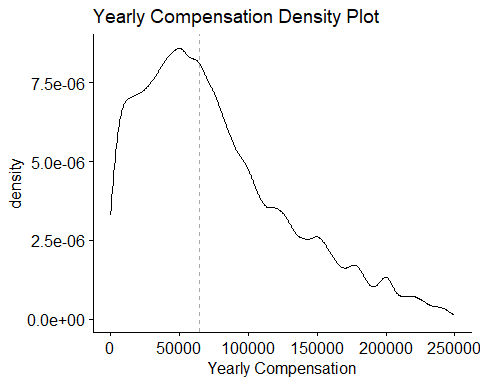 Yearly Compensation Density Plot
density
7.5e-06
5.0e-06
2.5e-06
0.0e+00
0 50000 100000 150000 200000 250000
Yearly Compensation